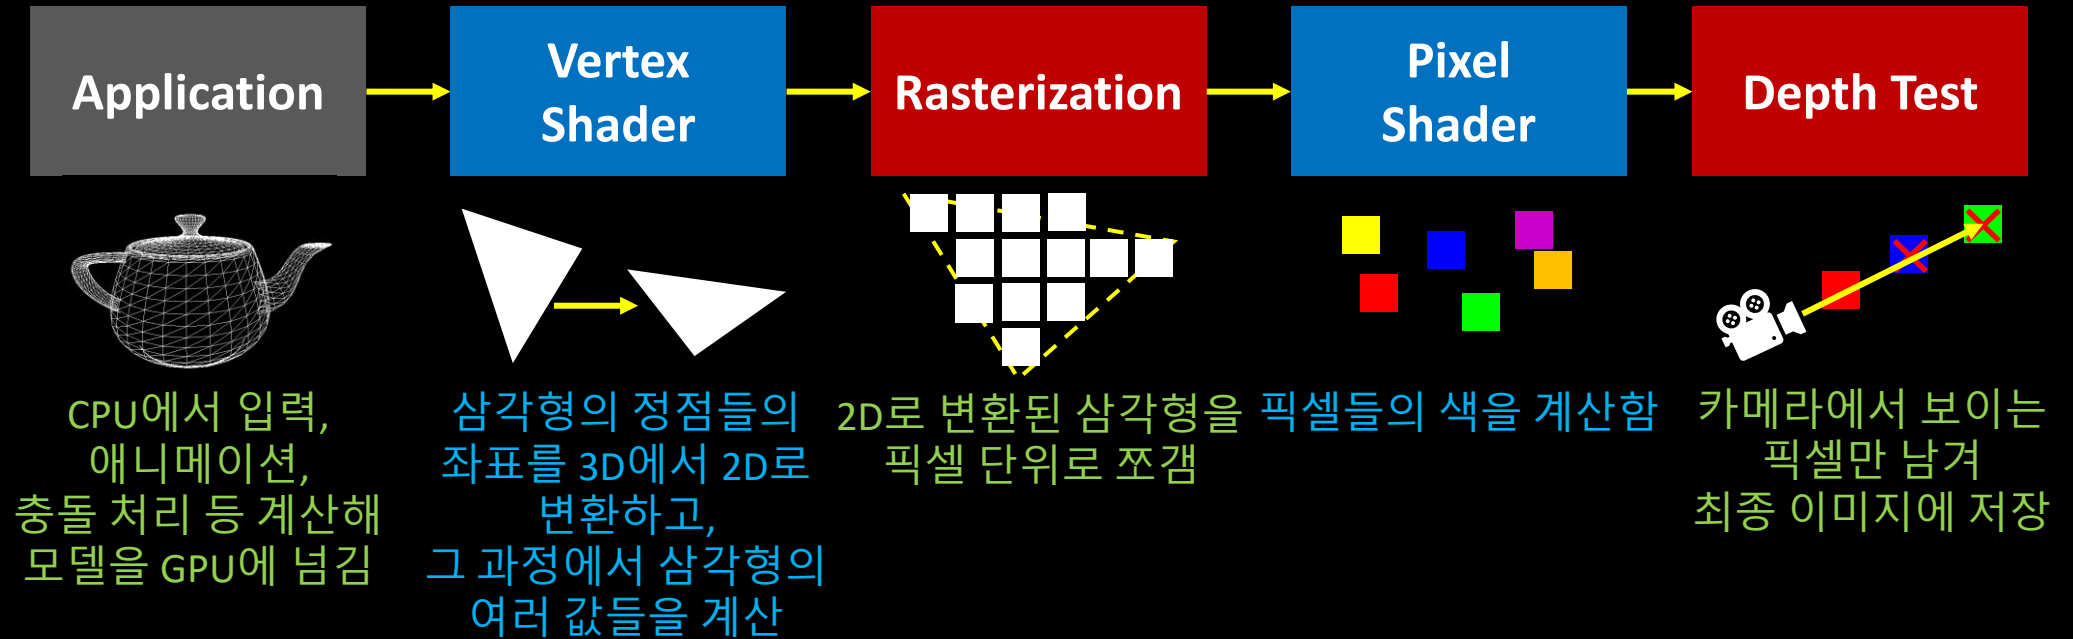 Application
Vertex
Shader
Rasterization
Pixel
Shader
Depth Test
CPU에서 입력,
애니메이션,
충돌 처리 등 계산해
모델을 GPU에 넘김
삼각형의 정점들의
좌표를 3D에서 2D로
변환하고,
그 과정에서 삼각형의
여러 값들을 계산
2D로 변환된 삼각형을
픽셀 단위로 쪼갬
픽셀들의 색을 계산함
카메라에서 보이는
픽셀만 남겨
최종 이미지에 저장